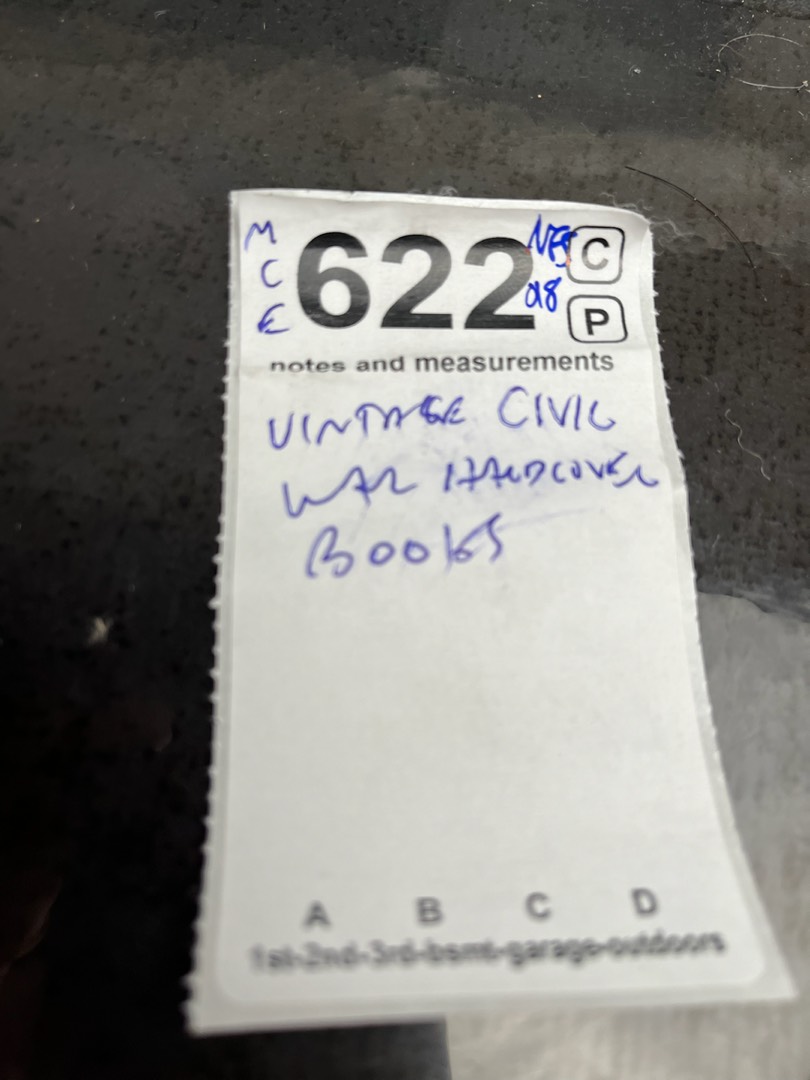 M
C
E
622
C
P
notes and measurements
VINTAGE CIVIL
WAR HARDCOVER
BOOKS
A B C D
1st-2nd-3rd-bsmt-garage-outdoors